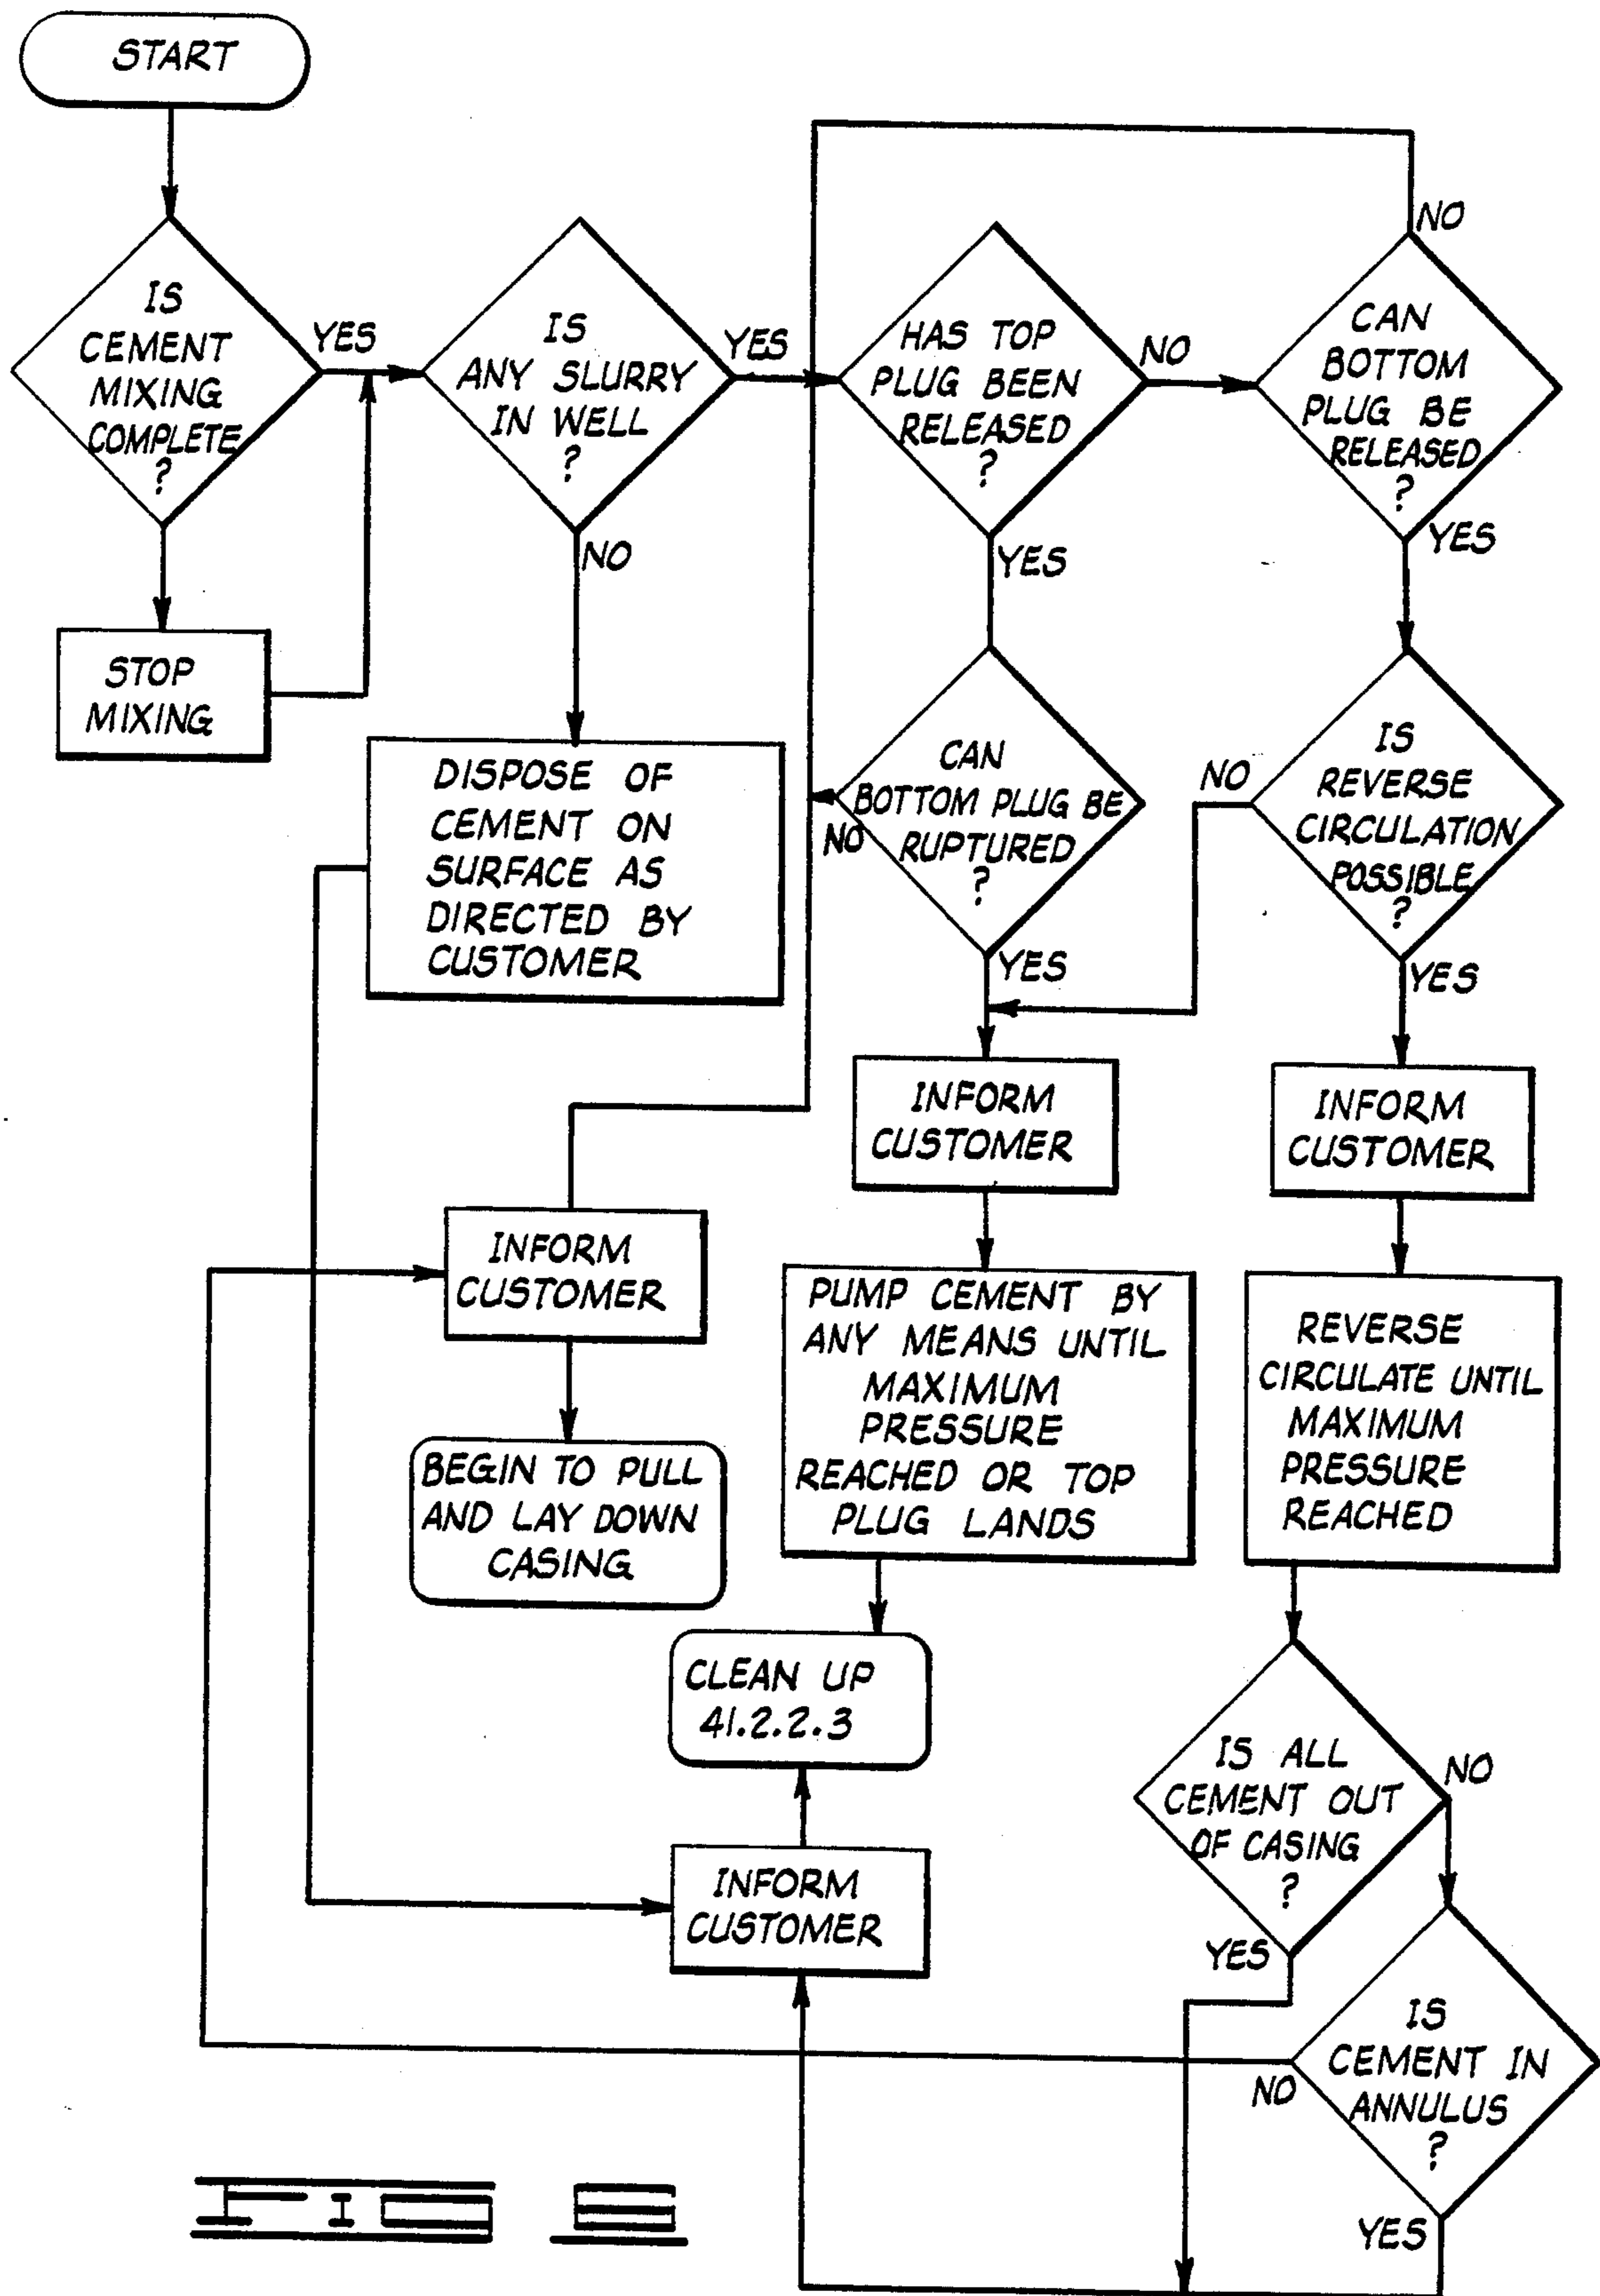 START
IS
CEMENT
MIXING
COMPLETE
?
YES
STOP
MIXING
IS
ANY SLURRY
IN WELL
?
YES
NO
DISPOSE OF
CEMENT ON
SURFACE AS
DIRECTED BY
CUSTOMER
HAS TOP
PLUG BEEN
RELEASED
?
NO
YES
CAN
BOTTOM
PLUG BE
RELEASED
?
NO
YES
CAN
BOTTOM PLUG BE
RUPTURED
?
NO
YES
IS
REVERSE
CIRCULATION
POSSIBLE
?
NO
YES
INFORM
CUSTOMER
INFORM
CUSTOMER
INFORM
CUSTOMER
BEGIN TO PULL
AND LAY DOWN
CASING
PUMP CEMENT BY
ANY MEANS UNTIL
MAXIMUM
PRESSURE
REACHED OR TOP
PLUG LANDS
REVERSE
CIRCULATE UNTIL
MAXIMUM
PRESSURE
REACHED
CLEAN UP
41.2.2.3
INFORM
CUSTOMER
IS ALL
CEMENT OUT
OF CASING
?
NO
YES
IS
CEMENT IN
ANNULUS
?
NO
YES
FIG 8